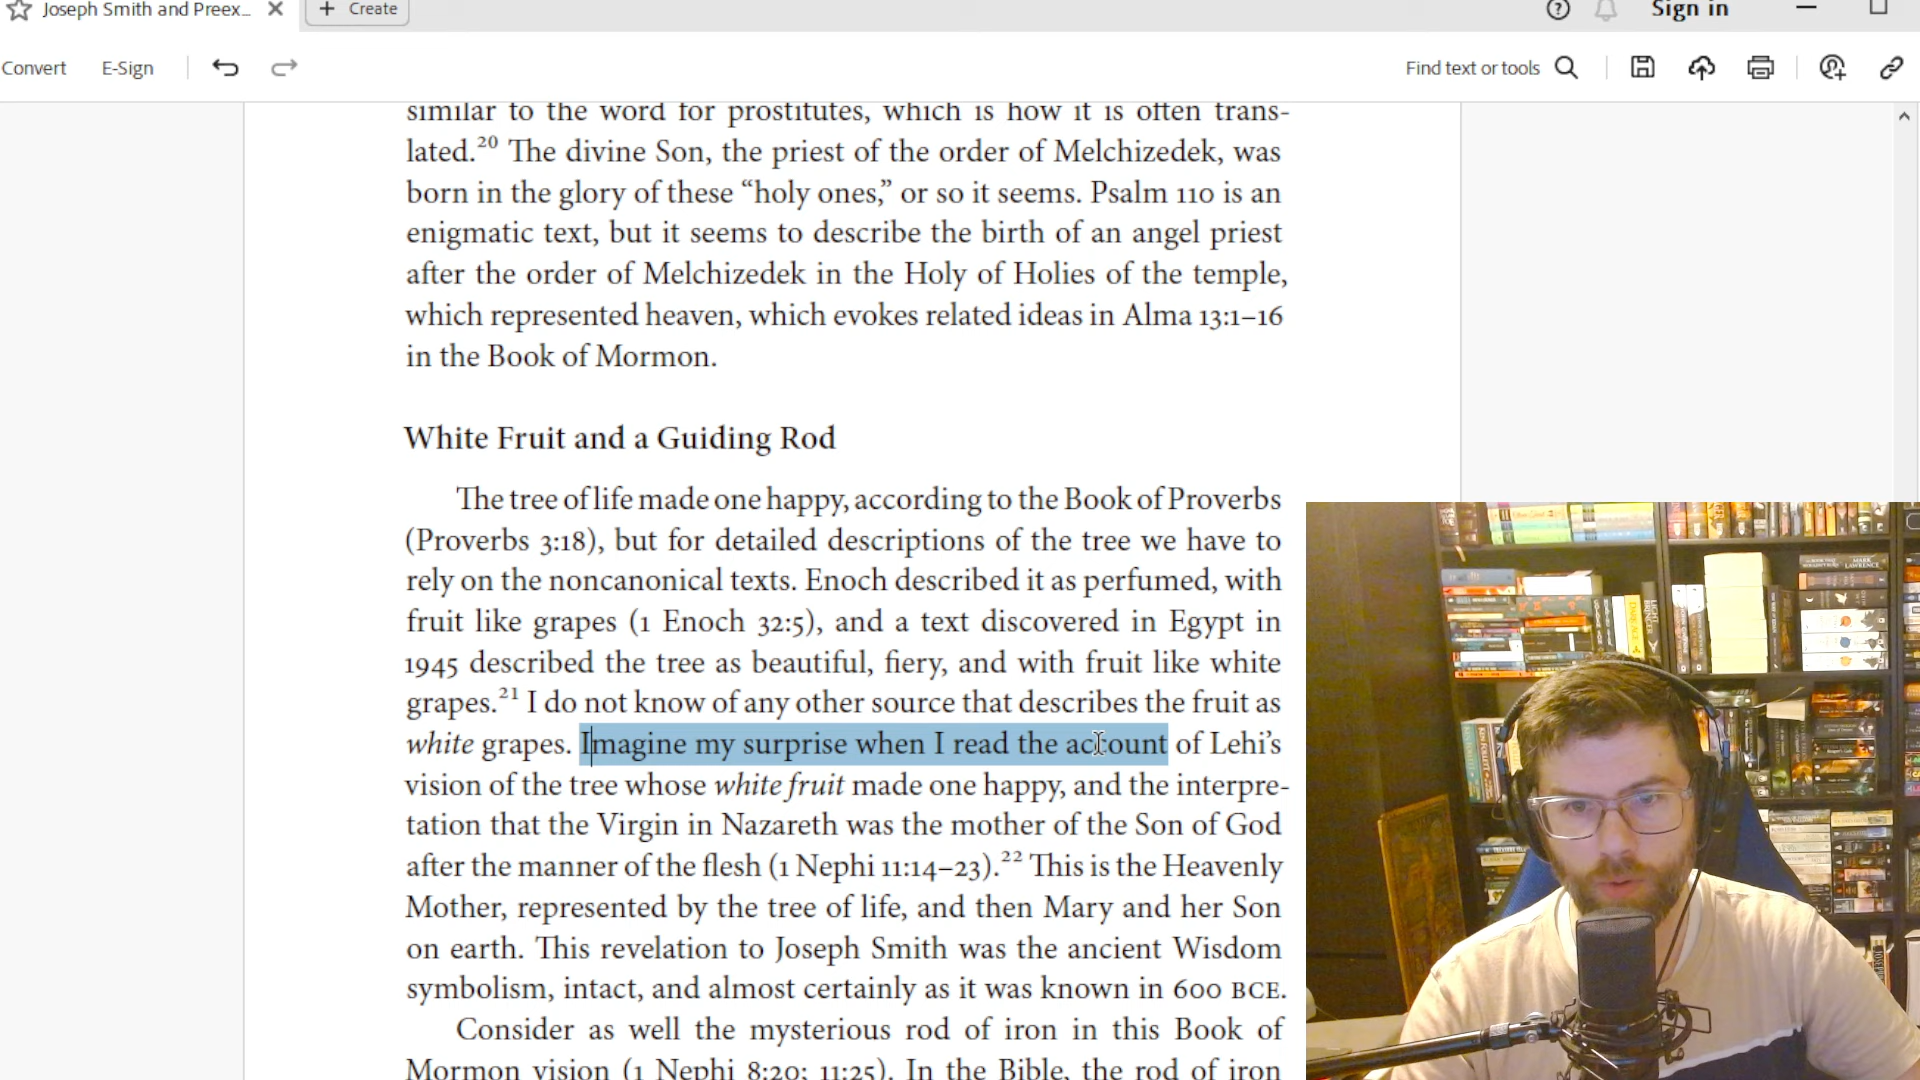 Joseph Smith and Preex...
Create
Sign in
Convert
E-Sign
Find text or tools
similar to the word for prostitutes, which is how it is often trans-
lated.20 The divine Son, the priest of the order of Melchizedek, was
born in the glory of these “holy ones,” or so it seems. Psalm 110 is an
enigmatic text, but it seems to describe the birth of an angel priest
after the order of Melchizedek in the Holy of Holies of the temple,
which represented heaven, which evokes related ideas in Alma 13:1–16
in the Book of Mormon.
White Fruit and a Guiding Rod
The tree of life made one happy, according to the Book of Proverbs
(Proverbs 3:18), but for detailed descriptions of the tree we have to
rely on the noncanonical texts. Enoch described it as perfumed, with
fruit like grapes (1 Enoch 32:5), and a text discovered in Egypt in
1945 described the tree as beautiful, fiery, and with fruit like white
grapes.21 I do not know of any other source that describes the fruit as
white grapes. Imagine my surprise when I read the account of Lehi’s
vision of the tree whose white fruit made one happy, and the interpre-
tation that the Virgin in Nazareth was the mother of the Son of God
after the manner of the flesh (1 Nephi 11:14–23).22 This is the Heavenly
Mother, represented by the tree of life, and then Mary and her Son
on earth. This revelation to Joseph Smith was the ancient Wisdom
symbolism, intact, and almost certainly as it was known in 600 BCE.
Consider as well the mysterious rod of iron in this Book of
Mormon vision (1 Nephi 8:20; 11:25). In the Bible, the rod of iron
MARK
LAWRENCE